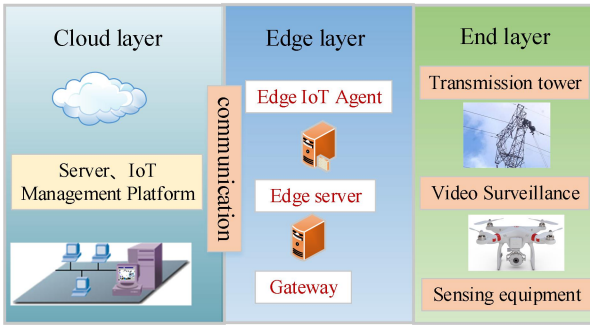 Cloud layer
Server、IoT
Management Platform
communication
Edge layer
Edge IoT Agent
Edge server
Gateway
End layer
Transmission tower
Video Surveillance
Sensing equipment